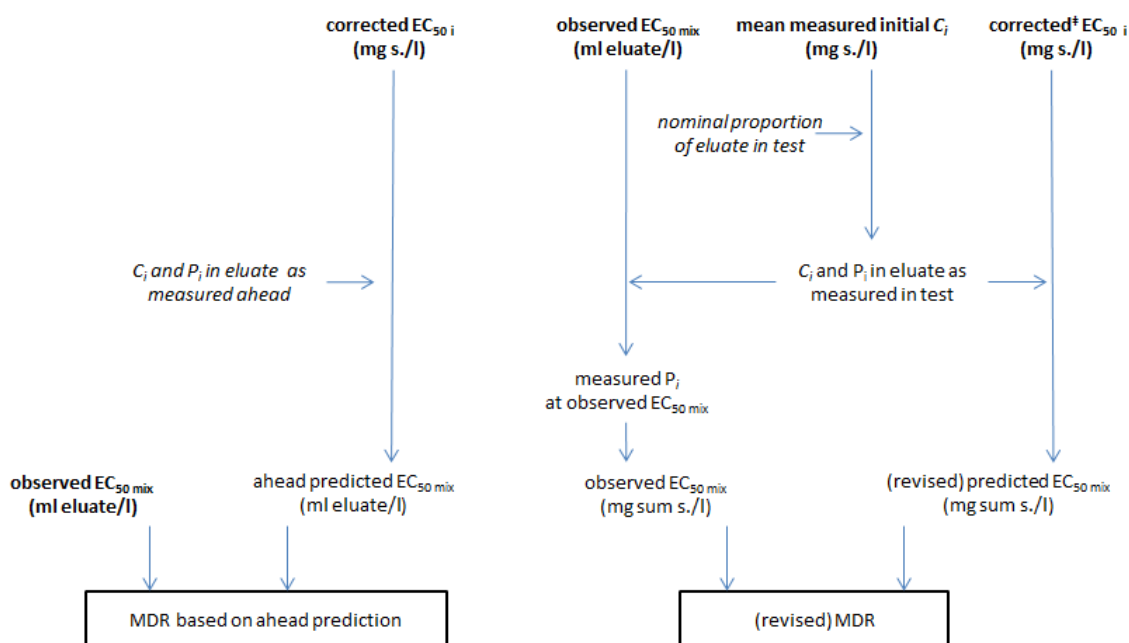 corrected EC50 i
(mg s./l)
observed EC50 mix
(ml eluate/l)
mean measured initial Ci
(mg s./l)
corrected‡ EC50 i
(mg s./l)
nominal proportion
of eluate in test
Ci and Pi in eluate as
measured ahead
Ci and Pi in eluate as
measured in test
measured Pi
at observed EC50 mix
observed EC50 mix
(ml eluate/l)
ahead predicted EC50 mix
(ml eluate/l)
observed EC50 mix
(mg sum s./l)
(revised) predicted EC50 mix
(mg sum s./l)
MDR based on ahead prediction
(revised) MDR